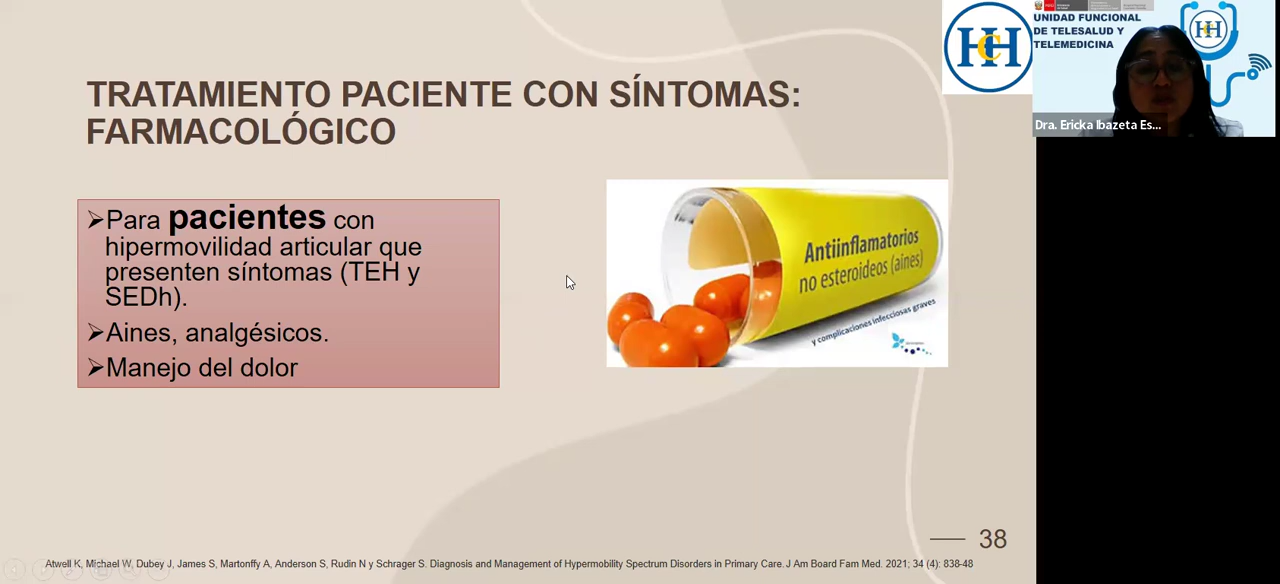 TRATAMIENTO PACIENTE CON SÍNTOMAS:
FARMACOLÓGICO
➢Para pacientes con
hipermovilidad articular que
presenten síntomas (TEH y
SEDh).
➢Aines, analgésicos.
➢Manejo del dolor
Antiinflamatorios
no esteroideos (aines)
y complicaciones infecciosas graves
38
Atwell K, Michael W, Dubey J, James S, Martonffy A, Anderson S, Rudin N y Schrager S. Diagnosis and Management of Hypermobility Spectrum Disorders in Primary Care. J Am Board Fam Med. 2021; 34 (4): 838-48
HCH
UNIDAD FUNCIONAL
DE TELESALUD Y
TELEMEDICINA
HCH
Dra. Ericka Ibazeta Es...